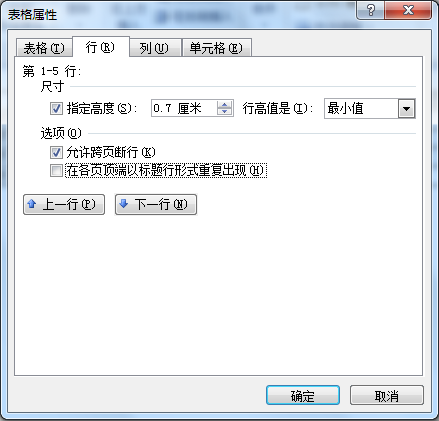 表格属性
表格(T) 行(R) 列(U) 单元格(E)
第 1-5 行:
尺寸
指定高度(S): 0.7 厘米 行高值是(I): 最小值
选项(O)
允许跨页断行(K)
在各页顶端以标题行形式重复出现(H)
上一行(P) 下一行(N)
确定 取消